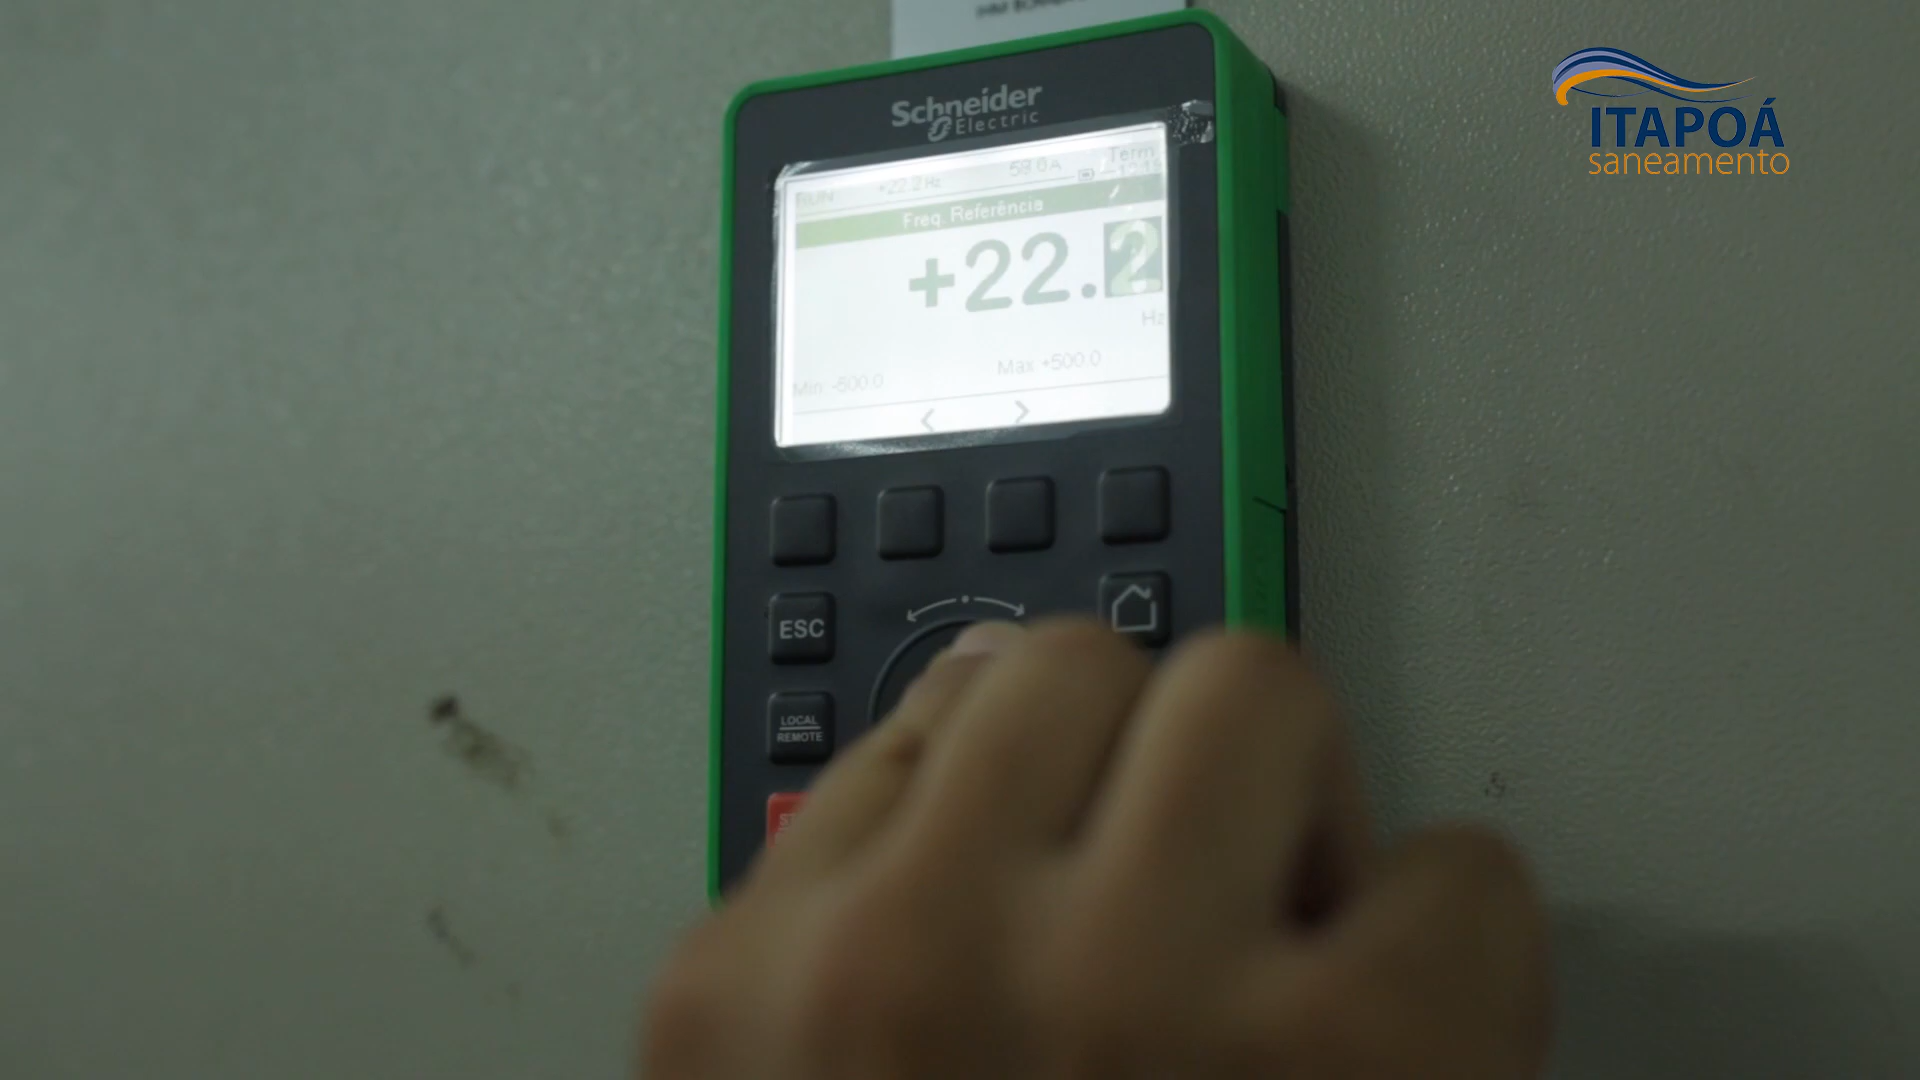 ITAPOÁ
saneamento
Schneider
Electric
Term
RUN +22.2 Hz 59.0 A
Freq. Referência
+22.2
Hz
Min -500.0 Max +500.0
< >
ESC
LOCAL
REMOTE